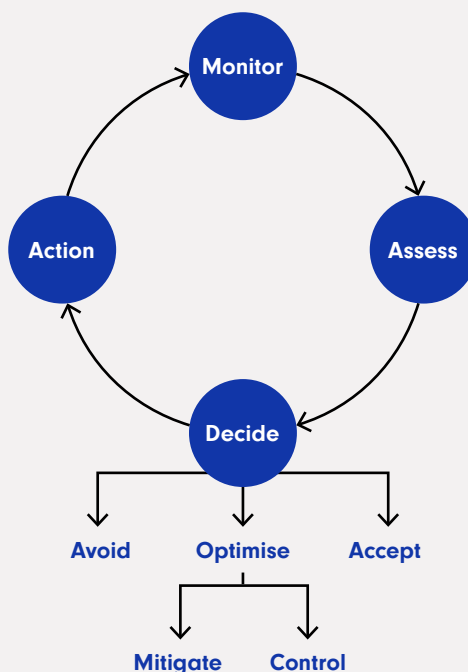 Monitor
Action
Assess
Decide
Avoid
Optimise
Accept
Mitigate
Control